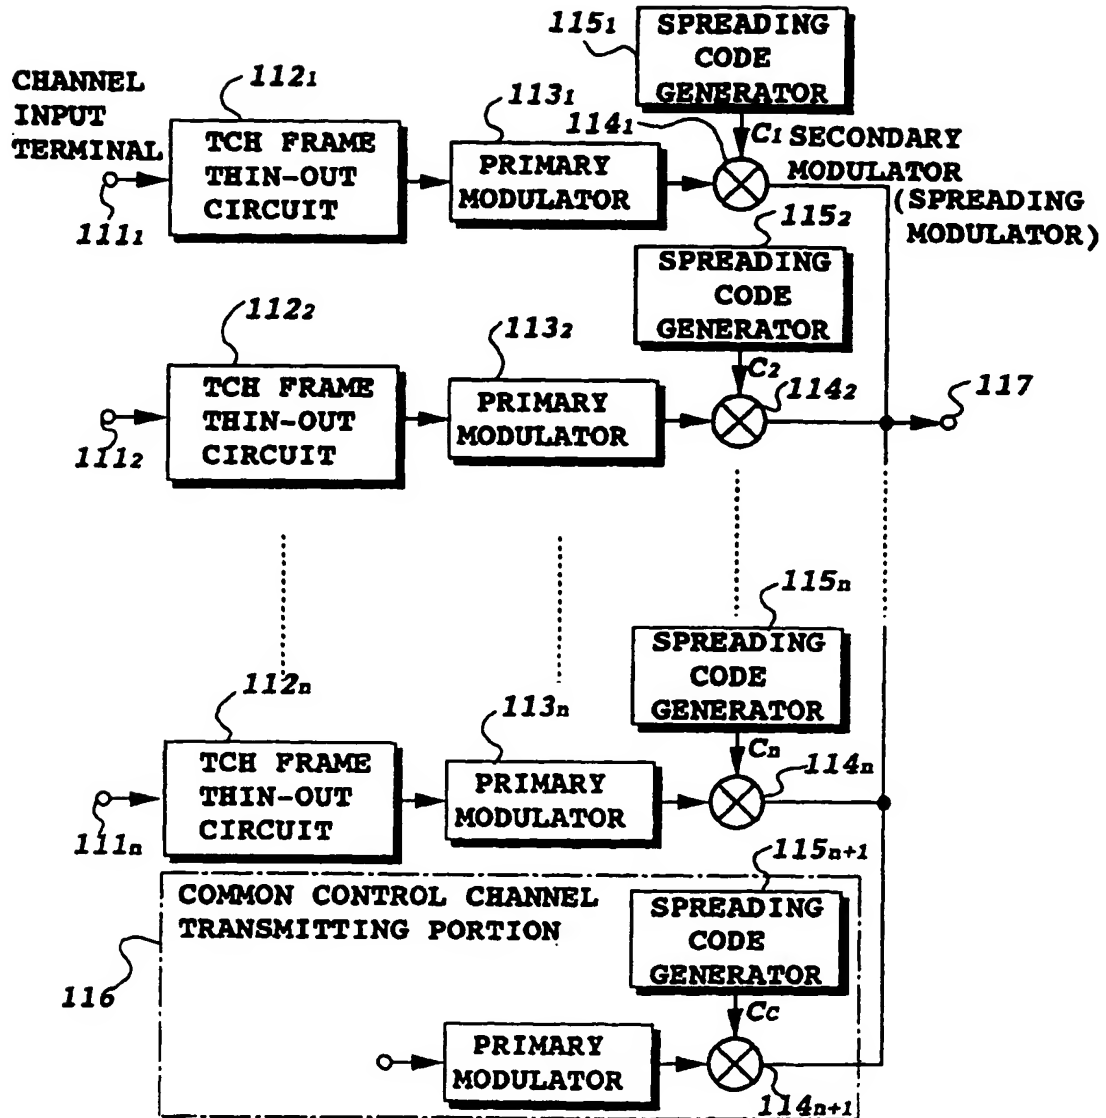 115₁
SPREADING
CODE
GENERATOR
CHANNEL
INPUT
TERMINAL
112₁
113₁
114₁
C₁
SECONDARY
MODULATOR
(SPREADING
MODULATOR)
TCH FRAME
THIN-OUT
CIRCUIT
PRIMARY
MODULATOR
111₁
115₂
SPREADING
CODE
GENERATOR
112₂
113₂
C₂
114₂
117
TCH FRAME
THIN-OUT
CIRCUIT
PRIMARY
MODULATOR
111₂
115n
SPREADING
CODE
GENERATOR
112n
113n
Cn
114n
TCH FRAME
THIN-OUT
CIRCUIT
PRIMARY
MODULATOR
111n
115n+1
COMMON CONTROL CHANNEL
TRANSMITTING PORTION
SPREADING
CODE
GENERATOR
116
Cc
PRIMARY
MODULATOR
114n+1